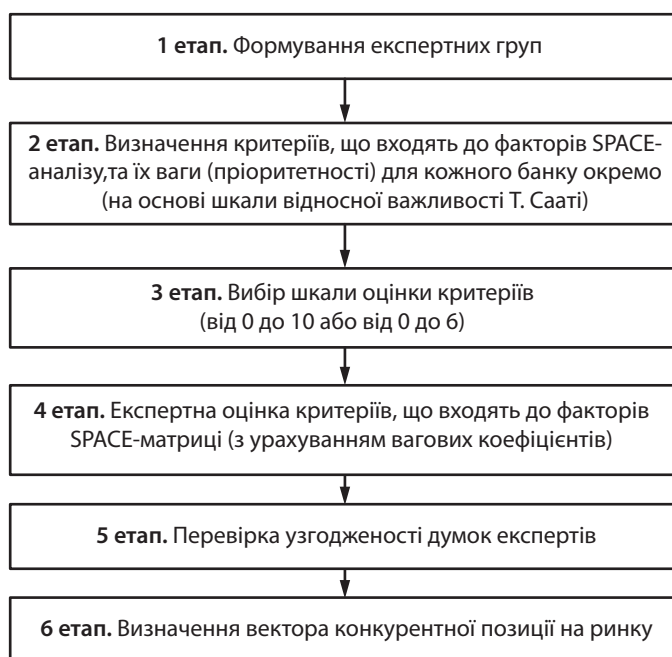 1 етап. Формування експертних груп
2 етап. Визначення критеріїв, що входять до факторів SPACE-
аналізу,та їх ваги (пріоритетності) для кожного банку окремо
(на основі шкали відносної важливості Т. Сааті)
3 етап. Вибір шкали оцінки критеріїв
(від 0 до 10 або від 0 до 6)
4 етап. Експертна оцінка критеріїв, що входять до факторів
SPACE-матриці (з урахуванням вагових коефіцієнтів)
5 етап. Перевірка узгодженості думок експертів
6 етап. Визначення вектора конкурентної позиції на ринку